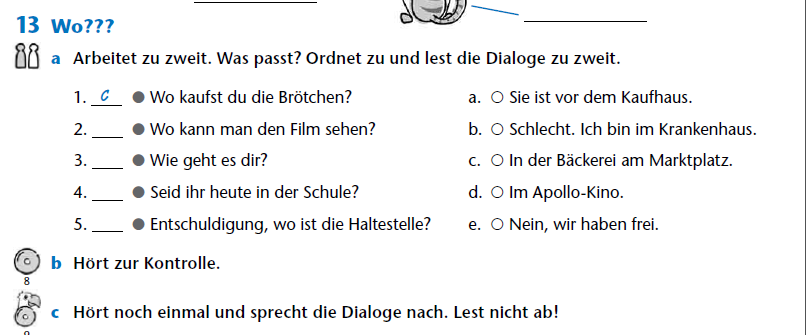 13 Wo???
a Arbeitet zu zweit. Was passt? Ordnet zu und lest die Dialoge zu zweit.
1. c ● Wo kaufst du die Brötchen? a. ○ Sie ist vor dem Kaufhaus.
2. ____ ● Wo kann man den Film sehen? b. ○ Schlecht. Ich bin im Krankenhaus.
3. ____ ● Wie geht es dir? c. ○ In der Bäckerei am Marktplatz.
4. ____ ● Seid ihr heute in der Schule? d. ○ Im Apollo-Kino.
5. ____ ● Entschuldigung, wo ist die Haltestelle? e. ○ Nein, wir haben frei.
b Hört zur Kontrolle.
8
c Hört noch einmal und sprecht die Dialoge nach. Lest nicht ab!